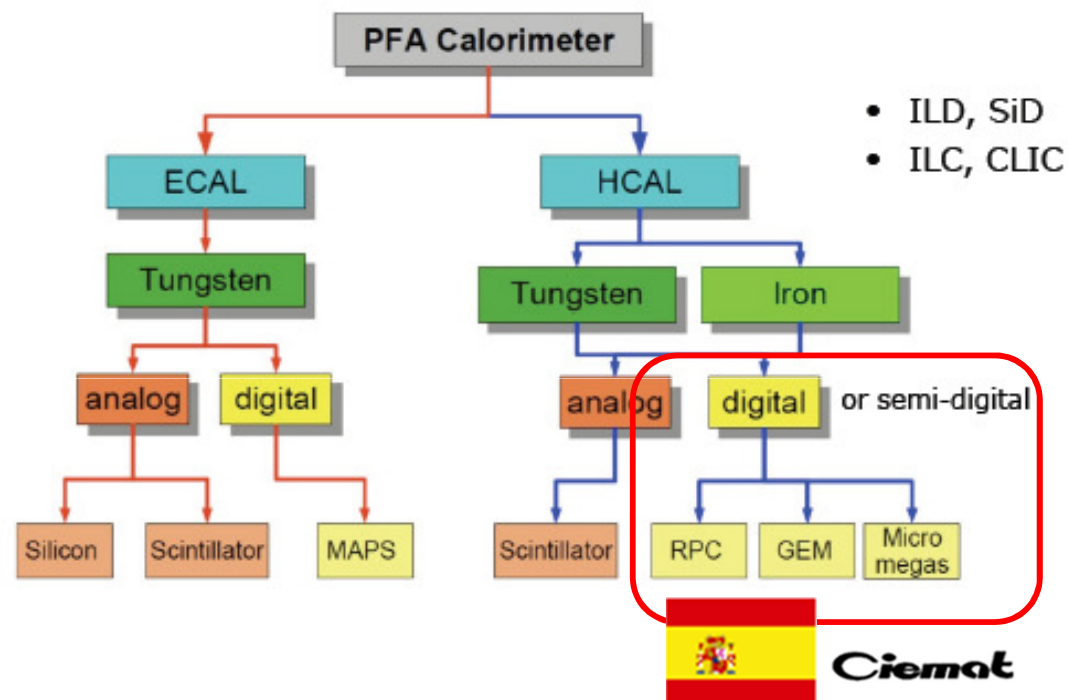 PFA Calorimeter
• ILD, SiD
• ILC, CLIC
ECAL
HCAL
Tungsten
Tungsten
Iron
analog
digital
analog
digital
or semi-digital
Silicon
Scintillator
MAPS
Scintillator
RPC
GEM
Micro
megas
Ciemat